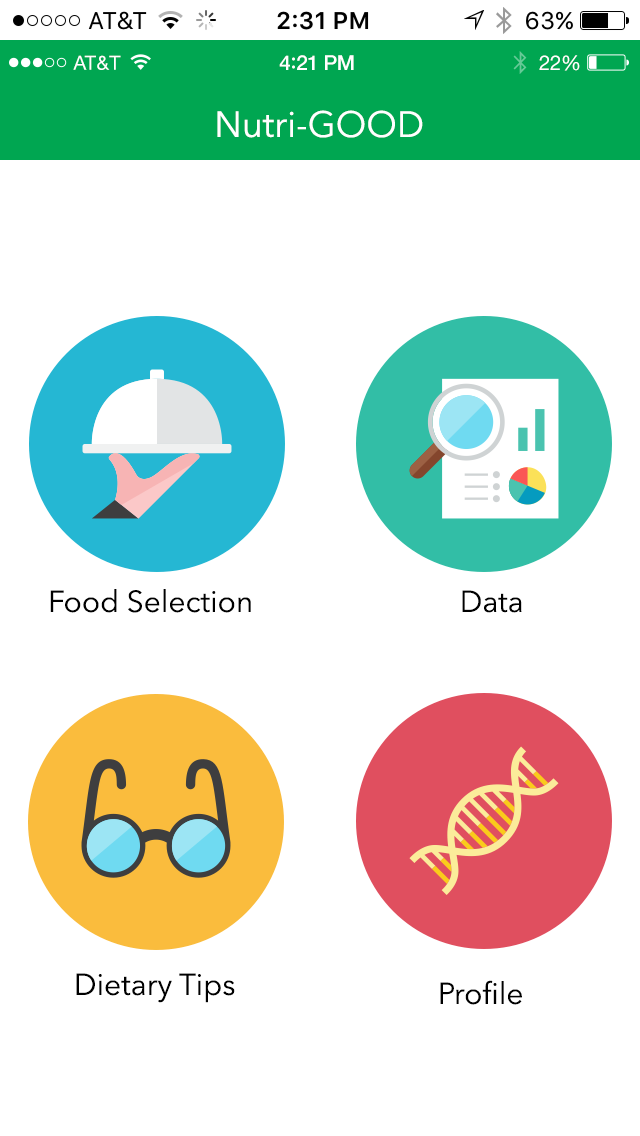 AT&T 2:31 PM 63%
AT&T 4:21 PM 22%
Nutri-GOOD
Food Selection
Data
Dietary Tips
Profile